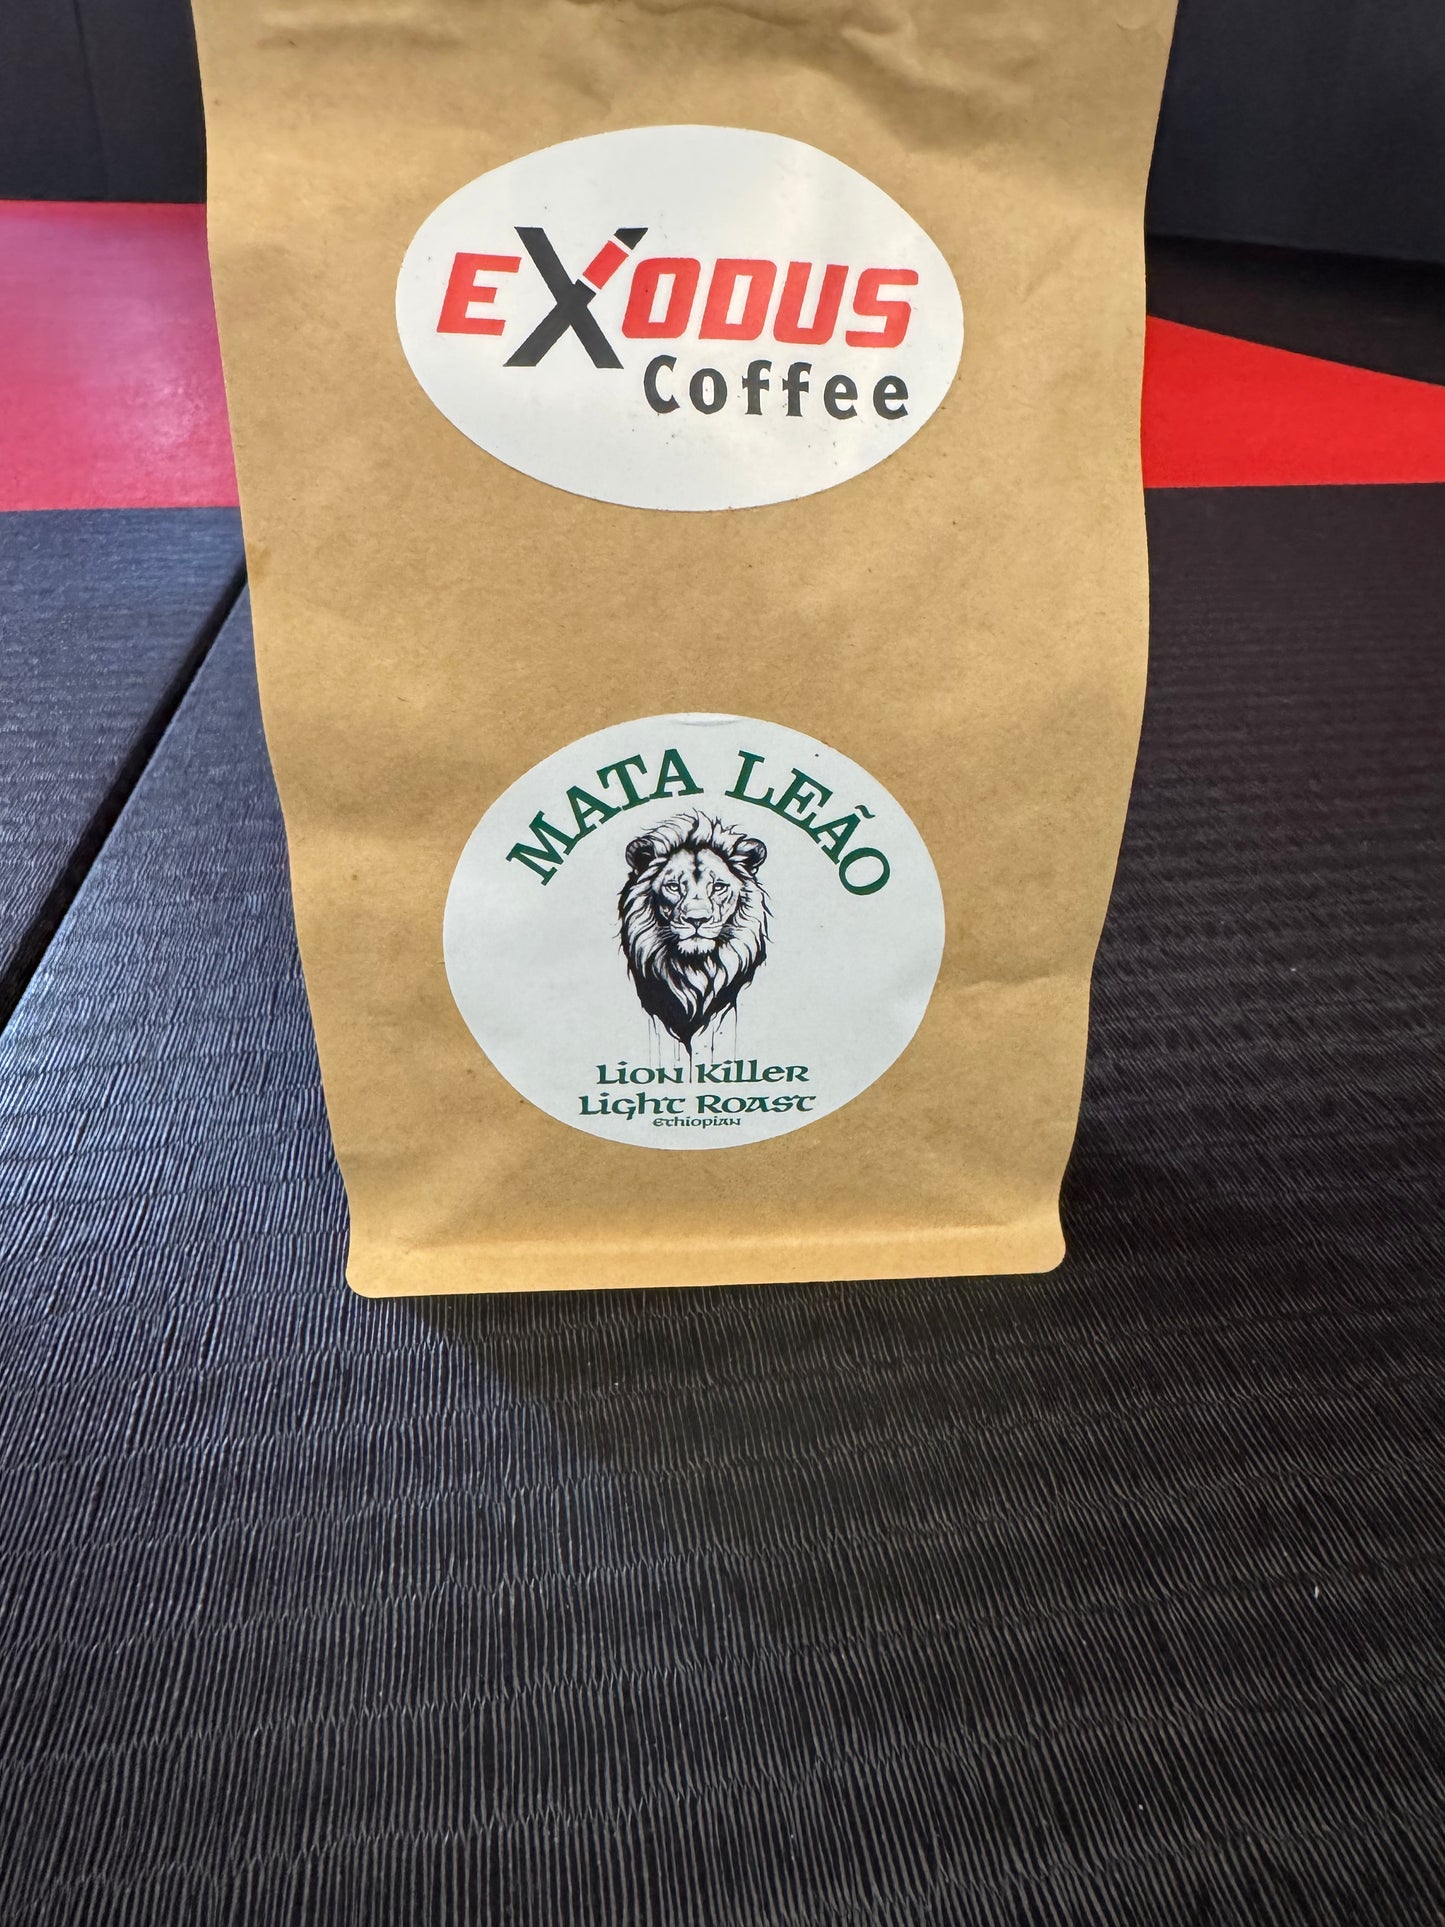 EXODUS
Coffee
MATA LEÃO
Lion Killer
Light Roast
Ethiopian